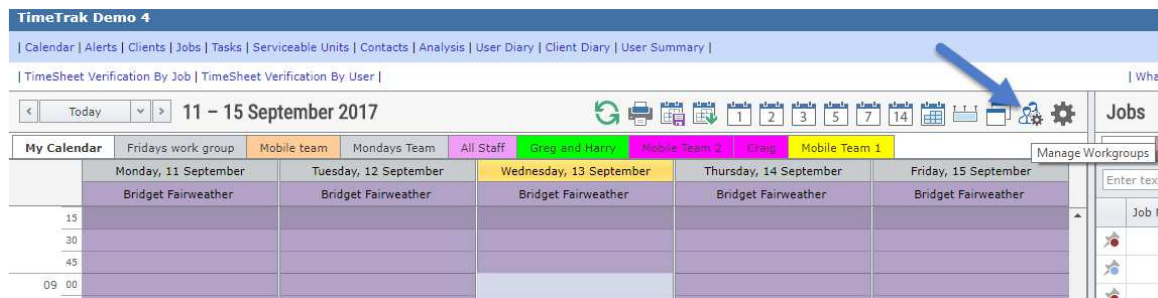 TimeTrak Demo 4
| Calendar | Alerts | Clients | Jobs | Tasks | Serviceable Units | Contacts | Analysis | User Diary | Client Diary | User Summary |
| TimeSheet Verification By Job | TimeSheet Verification By User | | Wha
< Today > 11 – 15 September 2017 1 2 3 5 7 14 Jobs
My Calendar Fridays work group Mobile team Mondays Team All Staff Greg and Harry Mobile Team 2 Craig Mobile Team 1 Manage Workgroups
Monday, 11 September Tuesday, 12 September Wednesday, 13 September Thursday, 14 September Friday, 15 September Enter tex
Bridget Fairweather Bridget Fairweather Bridget Fairweather Bridget Fairweather Bridget Fairweather
15 Job
30
45
09 00